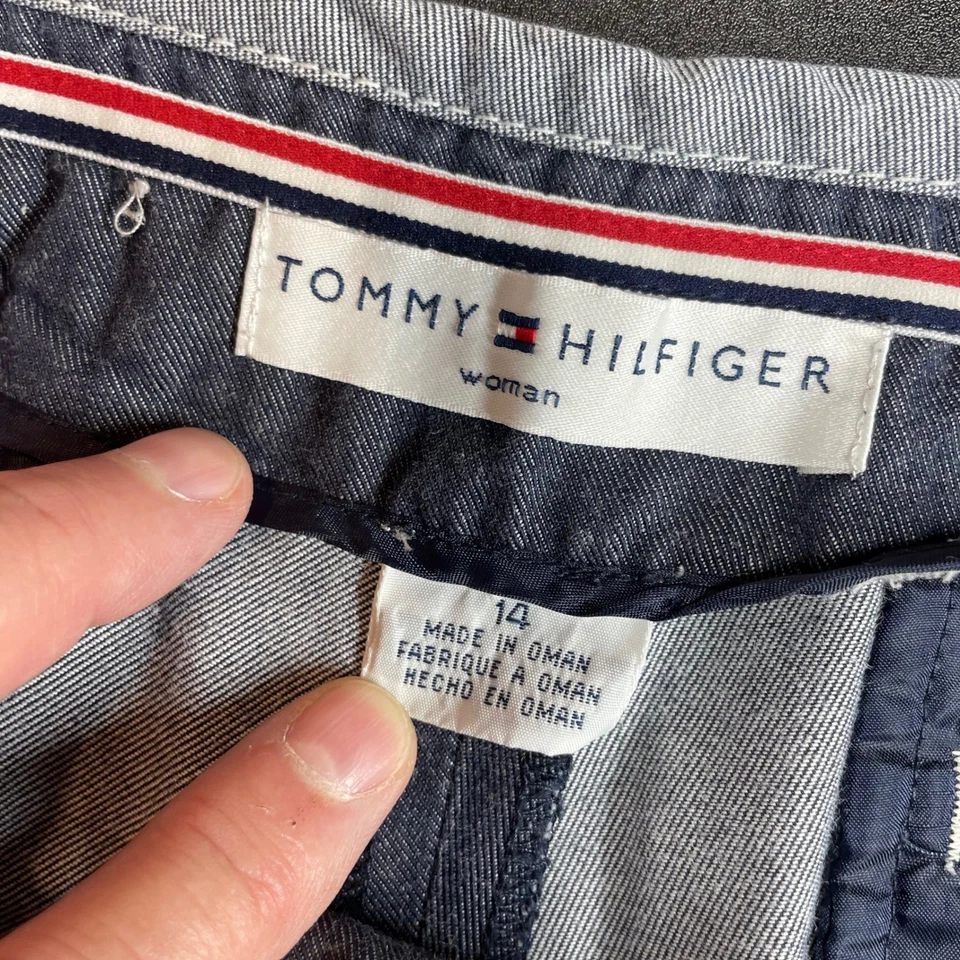 TOMMY HILFIGER
woman
14
MADE IN OMAN
FABRIQUE A OMAN
HECHO EN OMAN